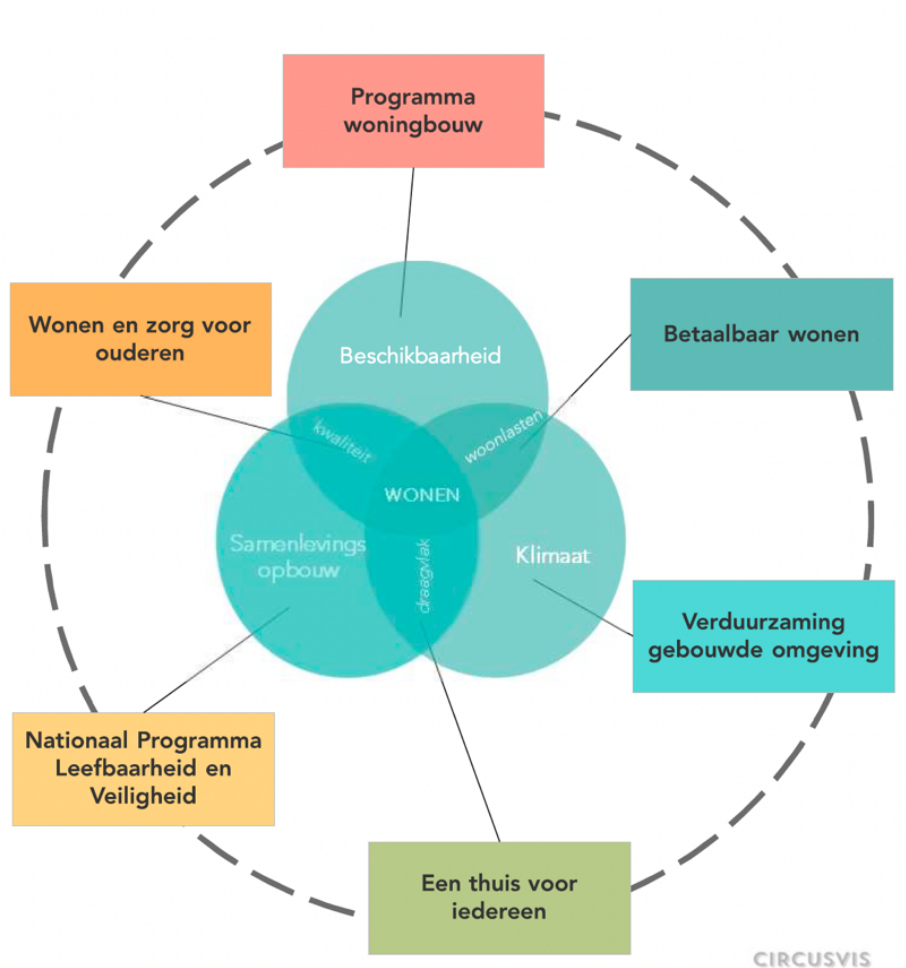 Programma
woningbouw
Wonen en zorg voor
ouderen
Betaalbaar wonen
Beschikbaarheid
kwaliteit
woonlasten
WONEN
Samenlevings
opbouw
draagvlak
Klimaat
Verduurzaming
gebouwde omgeving
Nationaal Programma
Leefbaarheid en
Veiligheid
Een thuis voor
iedereen
CIRCUSVIS